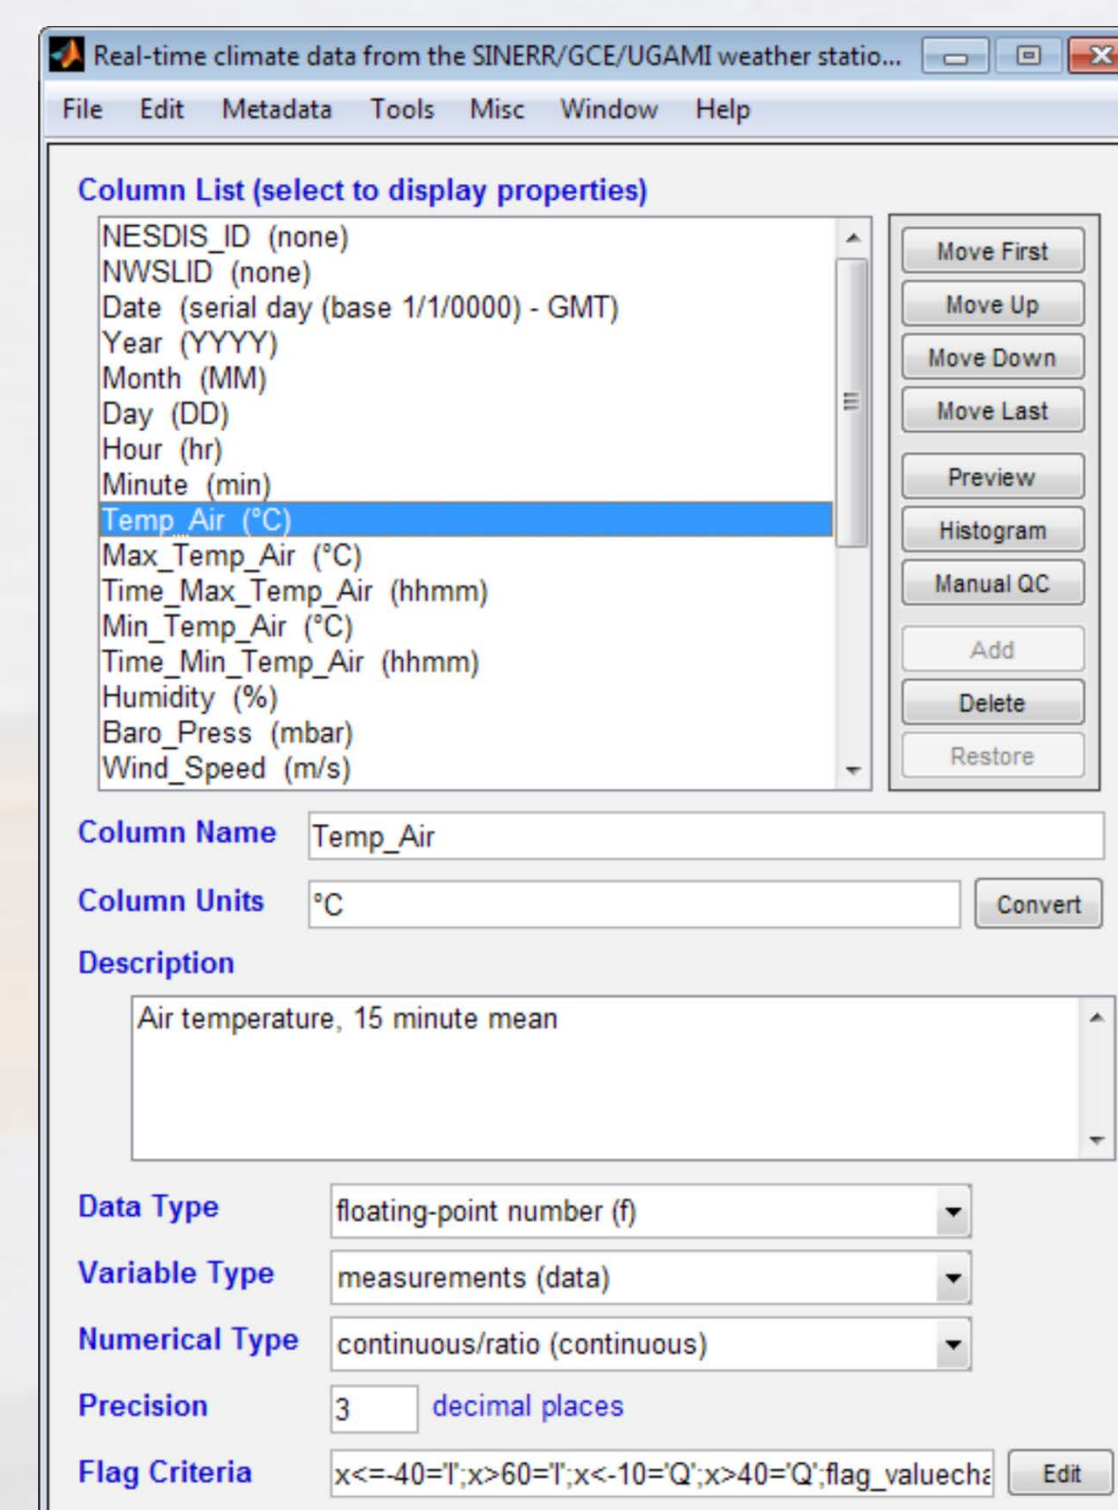 Real-time climate data from the SINERR/GCE/UGAMI weather statio...
File Edit Metadata Tools Misc Window Help
Column List (select to display properties)
NESDIS_ID (none)
NWSLID (none)
Date (serial day (base 1/1/0000) - GMT)
Year (YYYY)
Month (MM)
Day (DD)
Hour (hr)
Minute (min)
Temp_Air (°C)
Max_Temp_Air (°C)
Time_Max_Temp_Air (hhmm)
Min_Temp_Air (°C)
Time_Min_Temp_Air (hhmm)
Humidity (%)
Baro_Press (mbar)
Wind_Speed (m/s)
Move First
Move Up
Move Down
Move Last
Preview
Histogram
Manual QC
Add
Delete
Restore
Column Name Temp_Air
Column Units °C Convert
Description
Air temperature, 15 minute mean
Data Type floating-point number (f)
Variable Type measurements (data)
Numerical Type continuous/ratio (continuous)
Precision 3 decimal places
Flag Criteria x<=-40='I';x>60='I';x<-10='Q';x>40='Q';flag_valuecha Edit